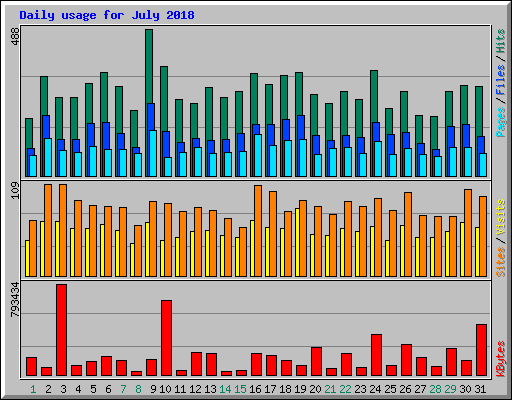 Daily usage for July 2018
488
Pages / Files / Hits
109
Sites / Visits
793434
KBytes
1 2 3 4 5 6 7 8 9 10 11 12 13 14 15 16 17 18 19 20 21 22 23 24 25 26 27 28 29 30 31